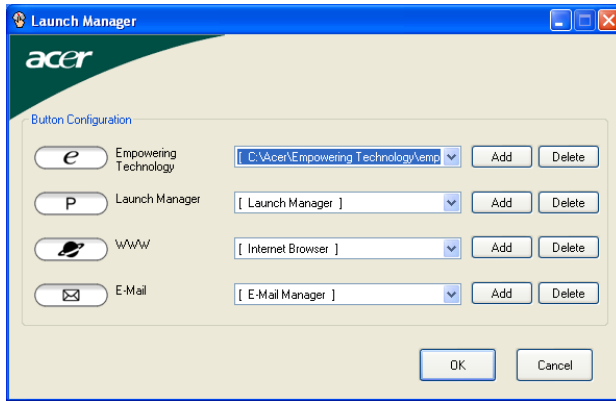 Launch Manager
acer
Button Configuration
e
Empowering
Technology
[ C:\Acer\Empowering Technology\emp
Add
Delete
P
Launch Manager
[ Launch Manager ]
Add
Delete
WWW
[ Internet Browser ]
Add
Delete
E-Mail
[ E-Mail Manager ]
Add
Delete
OK
Cancel